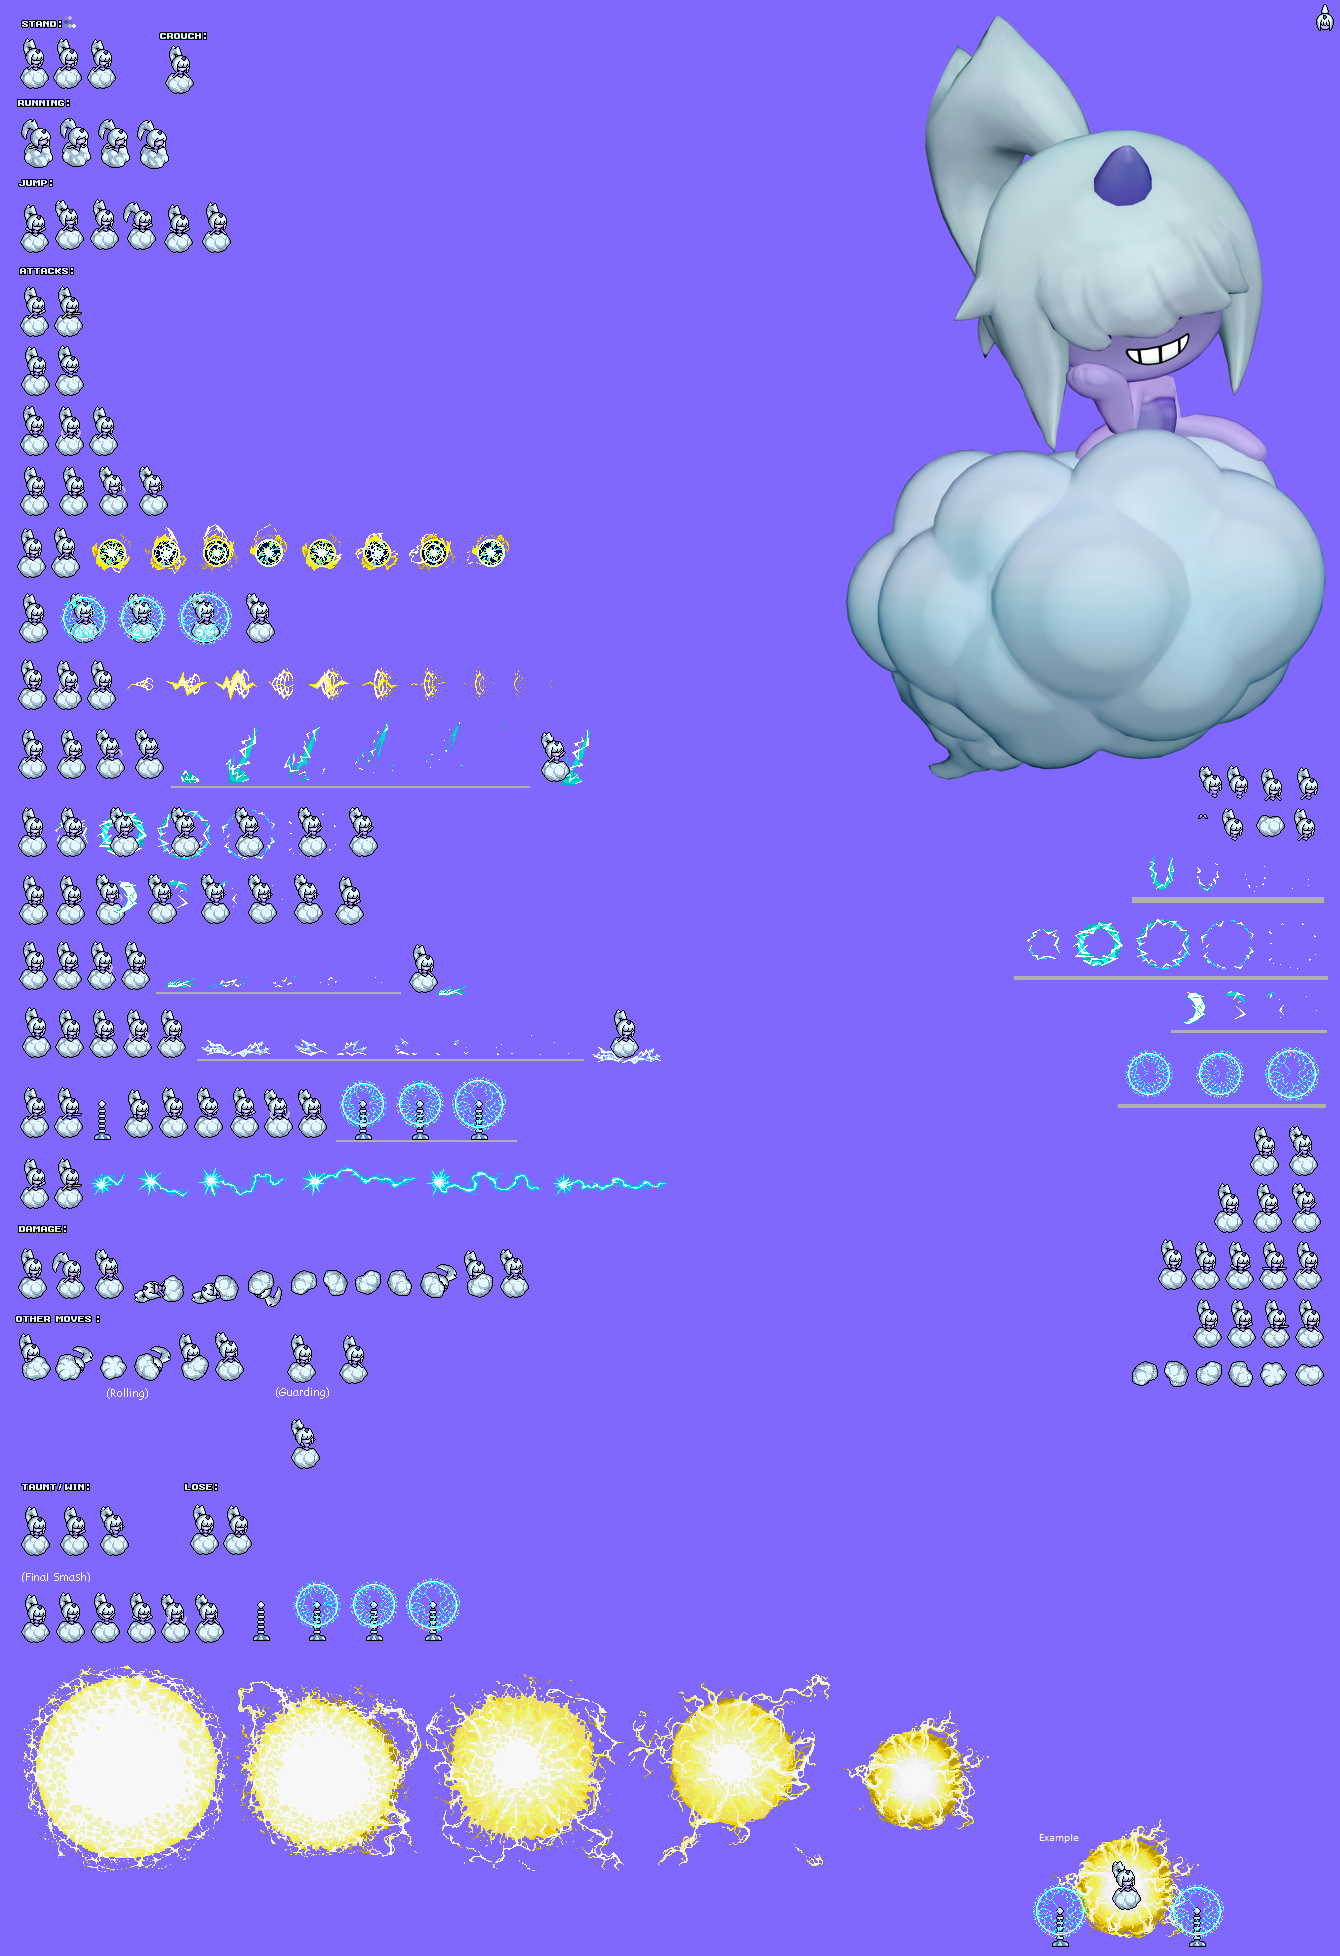 STAND:
CROUCH:
RUNNING:
JUMP:
ATTACKS:
DAMAGE:
OTHER MOVES :
(Rolling)
(Guarding)
TAUNT/WIN:
LOSE:
(Final Smash)
Example